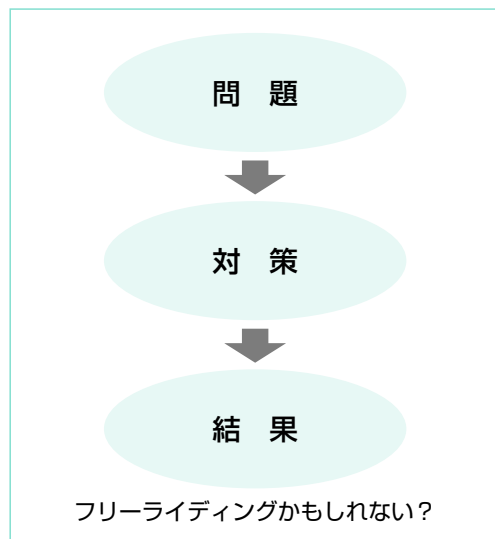 問　題
対　策
結　果
フリーライディングかもしれない？